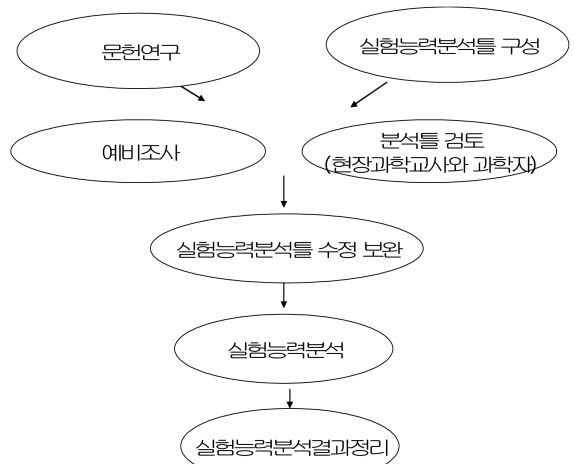 문헌연구
실험능력분석틀 구성
예비조사
분석틀 검토
(현장과학교사와 과학자)
실험능력분석틀 수정 보완
실험능력분석
실험능력분석결과정리